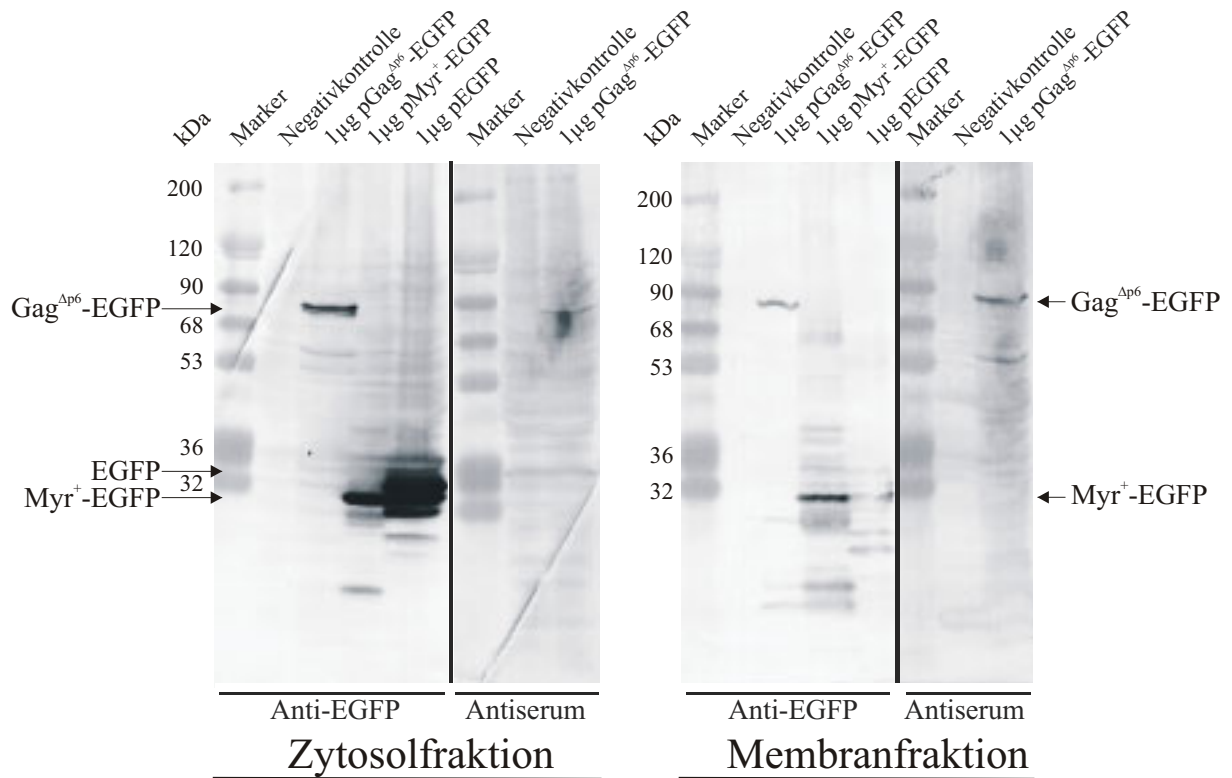 kDa
Marker
Negativkontrolle
1µg pGag^Δp6-EGFP
1µg pMyr^+-EGFP
1µg pEGFP
Marker
Negativkontrolle
1µg pGag^Δp6-EGFP
kDa
Marker
Negativkontrolle
1µg pGag^Δp6-EGFP
1µg pMyr^+-EGFP
1µg pEGFP
Marker
Negativkontrolle
1µg pGag^Δp6-EGFP
200
120
90
Gag^Δp6-EGFP
68
53
36
EGFP
32
Myr^+-EGFP
200
120
90
Gag^Δp6-EGFP
68
53
36
32
Myr^+-EGFP
Anti-EGFP
Antiserum
Anti-EGFP
Antiserum
Zytosolfraktion
Membranfraktion